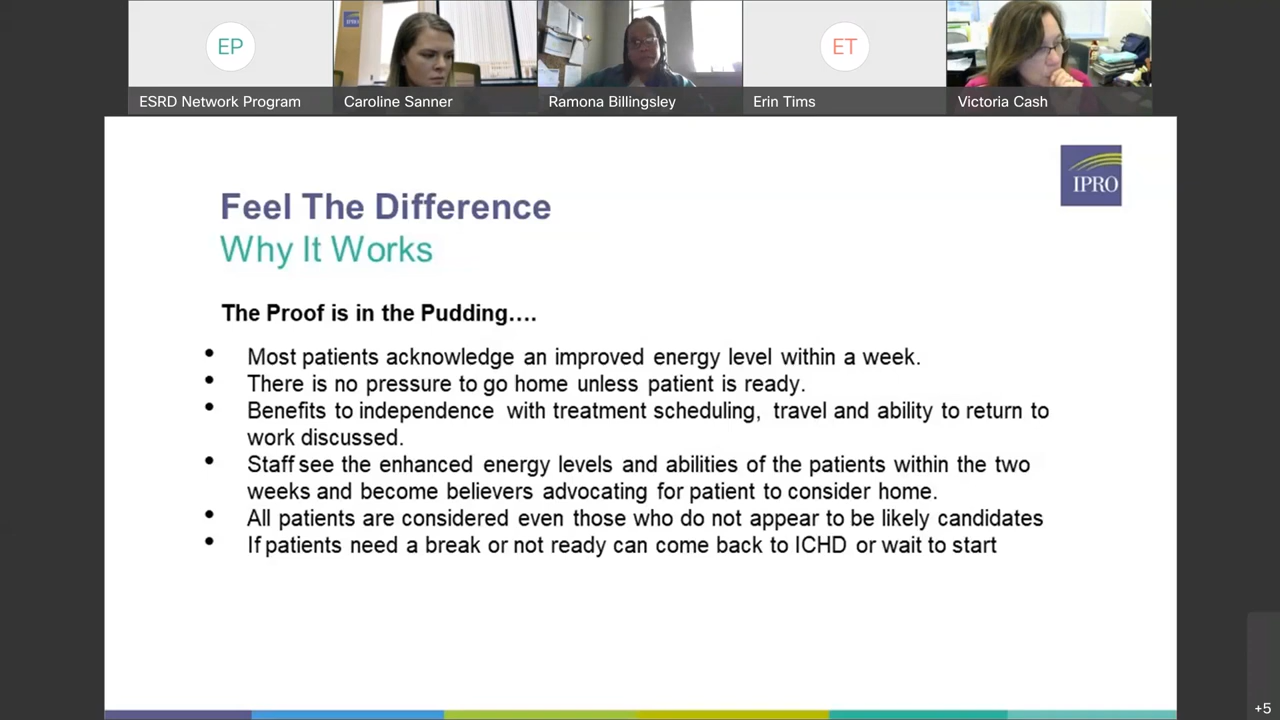 EP
ET
ESRD Network Program
Caroline Sanner
Ramona Billingsley
Erin Tims
Victoria Cash
IPRO
Feel The Difference
Why It Works
The Proof is in the Pudding....
• Most patients acknowledge an improved energy level within a week.
• There is no pressure to go home unless patient is ready.
• Benefits to independence with treatment scheduling, travel and ability to return to
work discussed.
• Staff see the enhanced energy levels and abilities of the patients within the two
weeks and become believers advocating for patient to consider home.
• All patients are considered even those who do not appear to be likely candidates
• If patients need a break or not ready can come back to ICHD or wait to start
+5